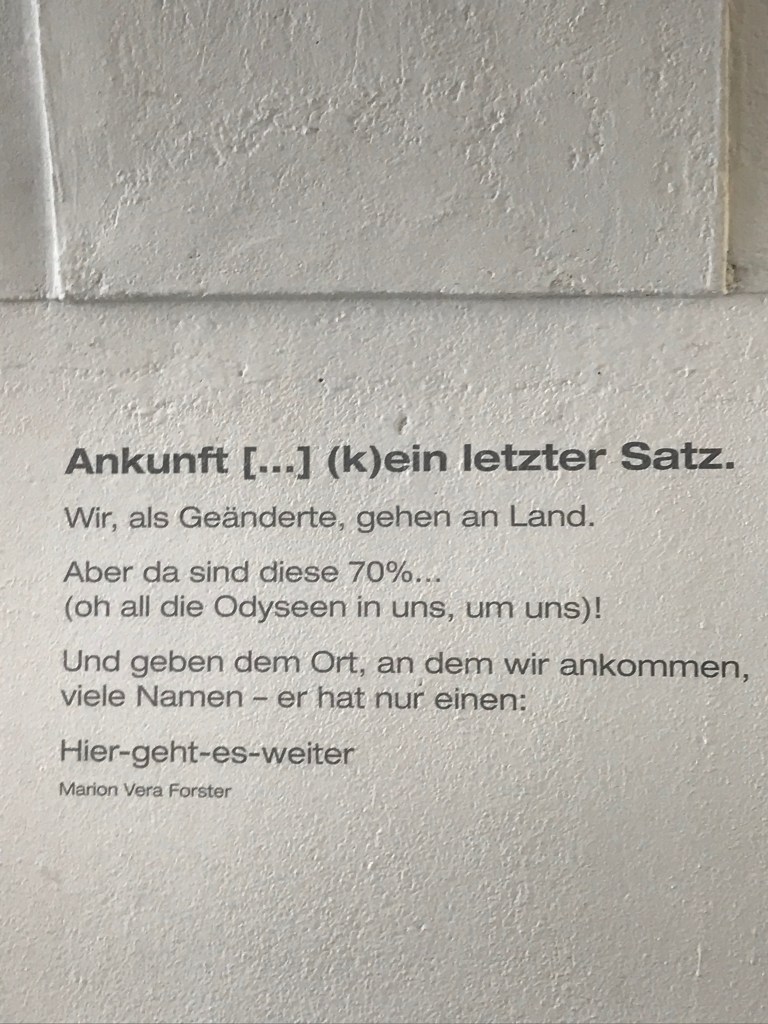 Ankunft [...] (k)ein letzter Satz.
Wir, als Geänderte, gehen an Land.
Aber da sind diese 70%...
(oh all die Odyseen in uns, um uns)!
Und geben dem Ort, an dem wir ankommen,
viele Namen – er hat nur einen:
Hier-geht-es-weiter
Marion Vera Forster